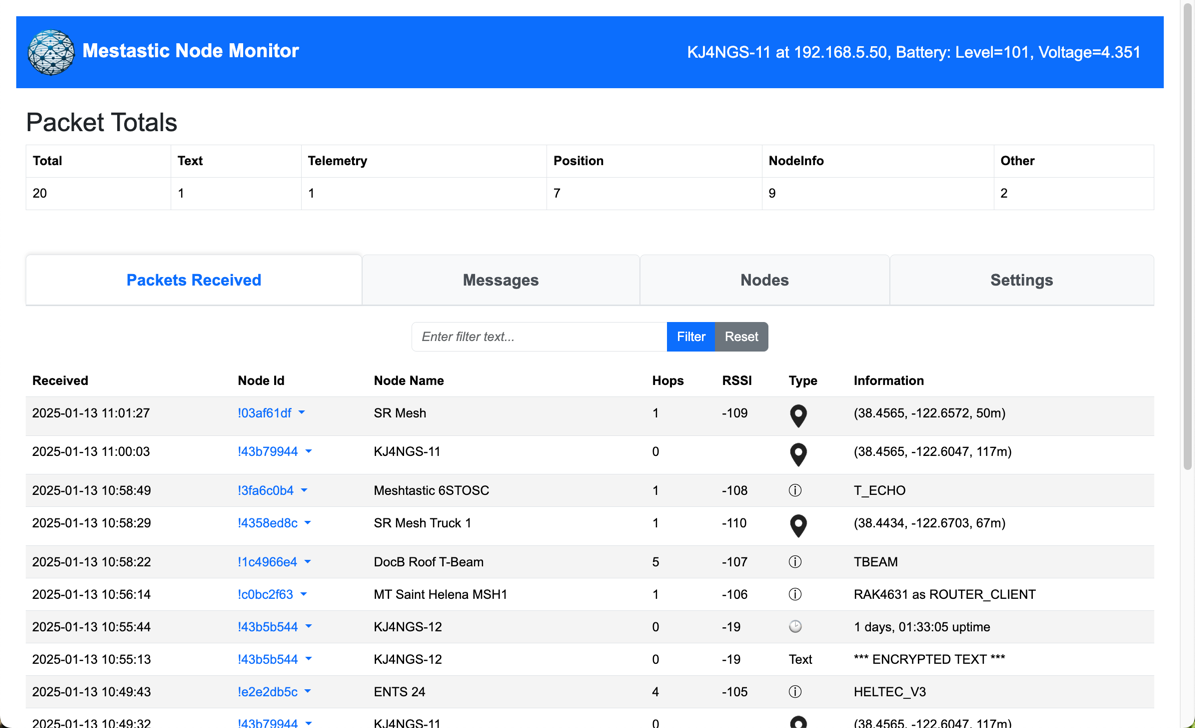 Mestastic Node Monitor KJ4NGS-11 at 192.168.5.50, Battery: Level=101, Voltage=4.351
Packet Totals
Total Text Telemetry Position NodeInfo Other
20 1 1 7 9 2
Packets Received Messages Nodes Settings
Enter filter text... Filter Reset
Received Node Id Node Name Hops RSSI Type Information
2025-01-13 11:01:27 !03af61df SR Mesh 1 -109 (38.4565, -122.6572, 50m)
2025-01-13 11:00:03 !43b79944 KJ4NGS-11 0 (38.4565, -122.6047, 117m)
2025-01-13 10:58:49 !3fa6c0b4 Meshtastic 6STOSC 1 -108 T_ECHO
2025-01-13 10:58:29 !4358ed8c SR Mesh Truck 1 1 -110 (38.4434, -122.6703, 67m)
2025-01-13 10:58:22 !1c4966e4 DocB Roof T-Beam 5 -107 TBEAM
2025-01-13 10:56:14 !c0bc2f63 MT Saint Helena MSH1 1 -106 RAK4631 as ROUTER_CLIENT
2025-01-13 10:55:44 !43b5b544 KJ4NGS-12 0 -19 1 days, 01:33:05 uptime
2025-01-13 10:55:13 !43b5b544 KJ4NGS-12 0 -19 Text *** ENCRYPTED TEXT ***
2025-01-13 10:49:43 !e2e2db5c ENTS 24 4 -105 HELTEC_V3
2025-01-13 10:49:32 !43b79944 KJ4NGS-11 0 (38.4565, -122.6047, 117m)